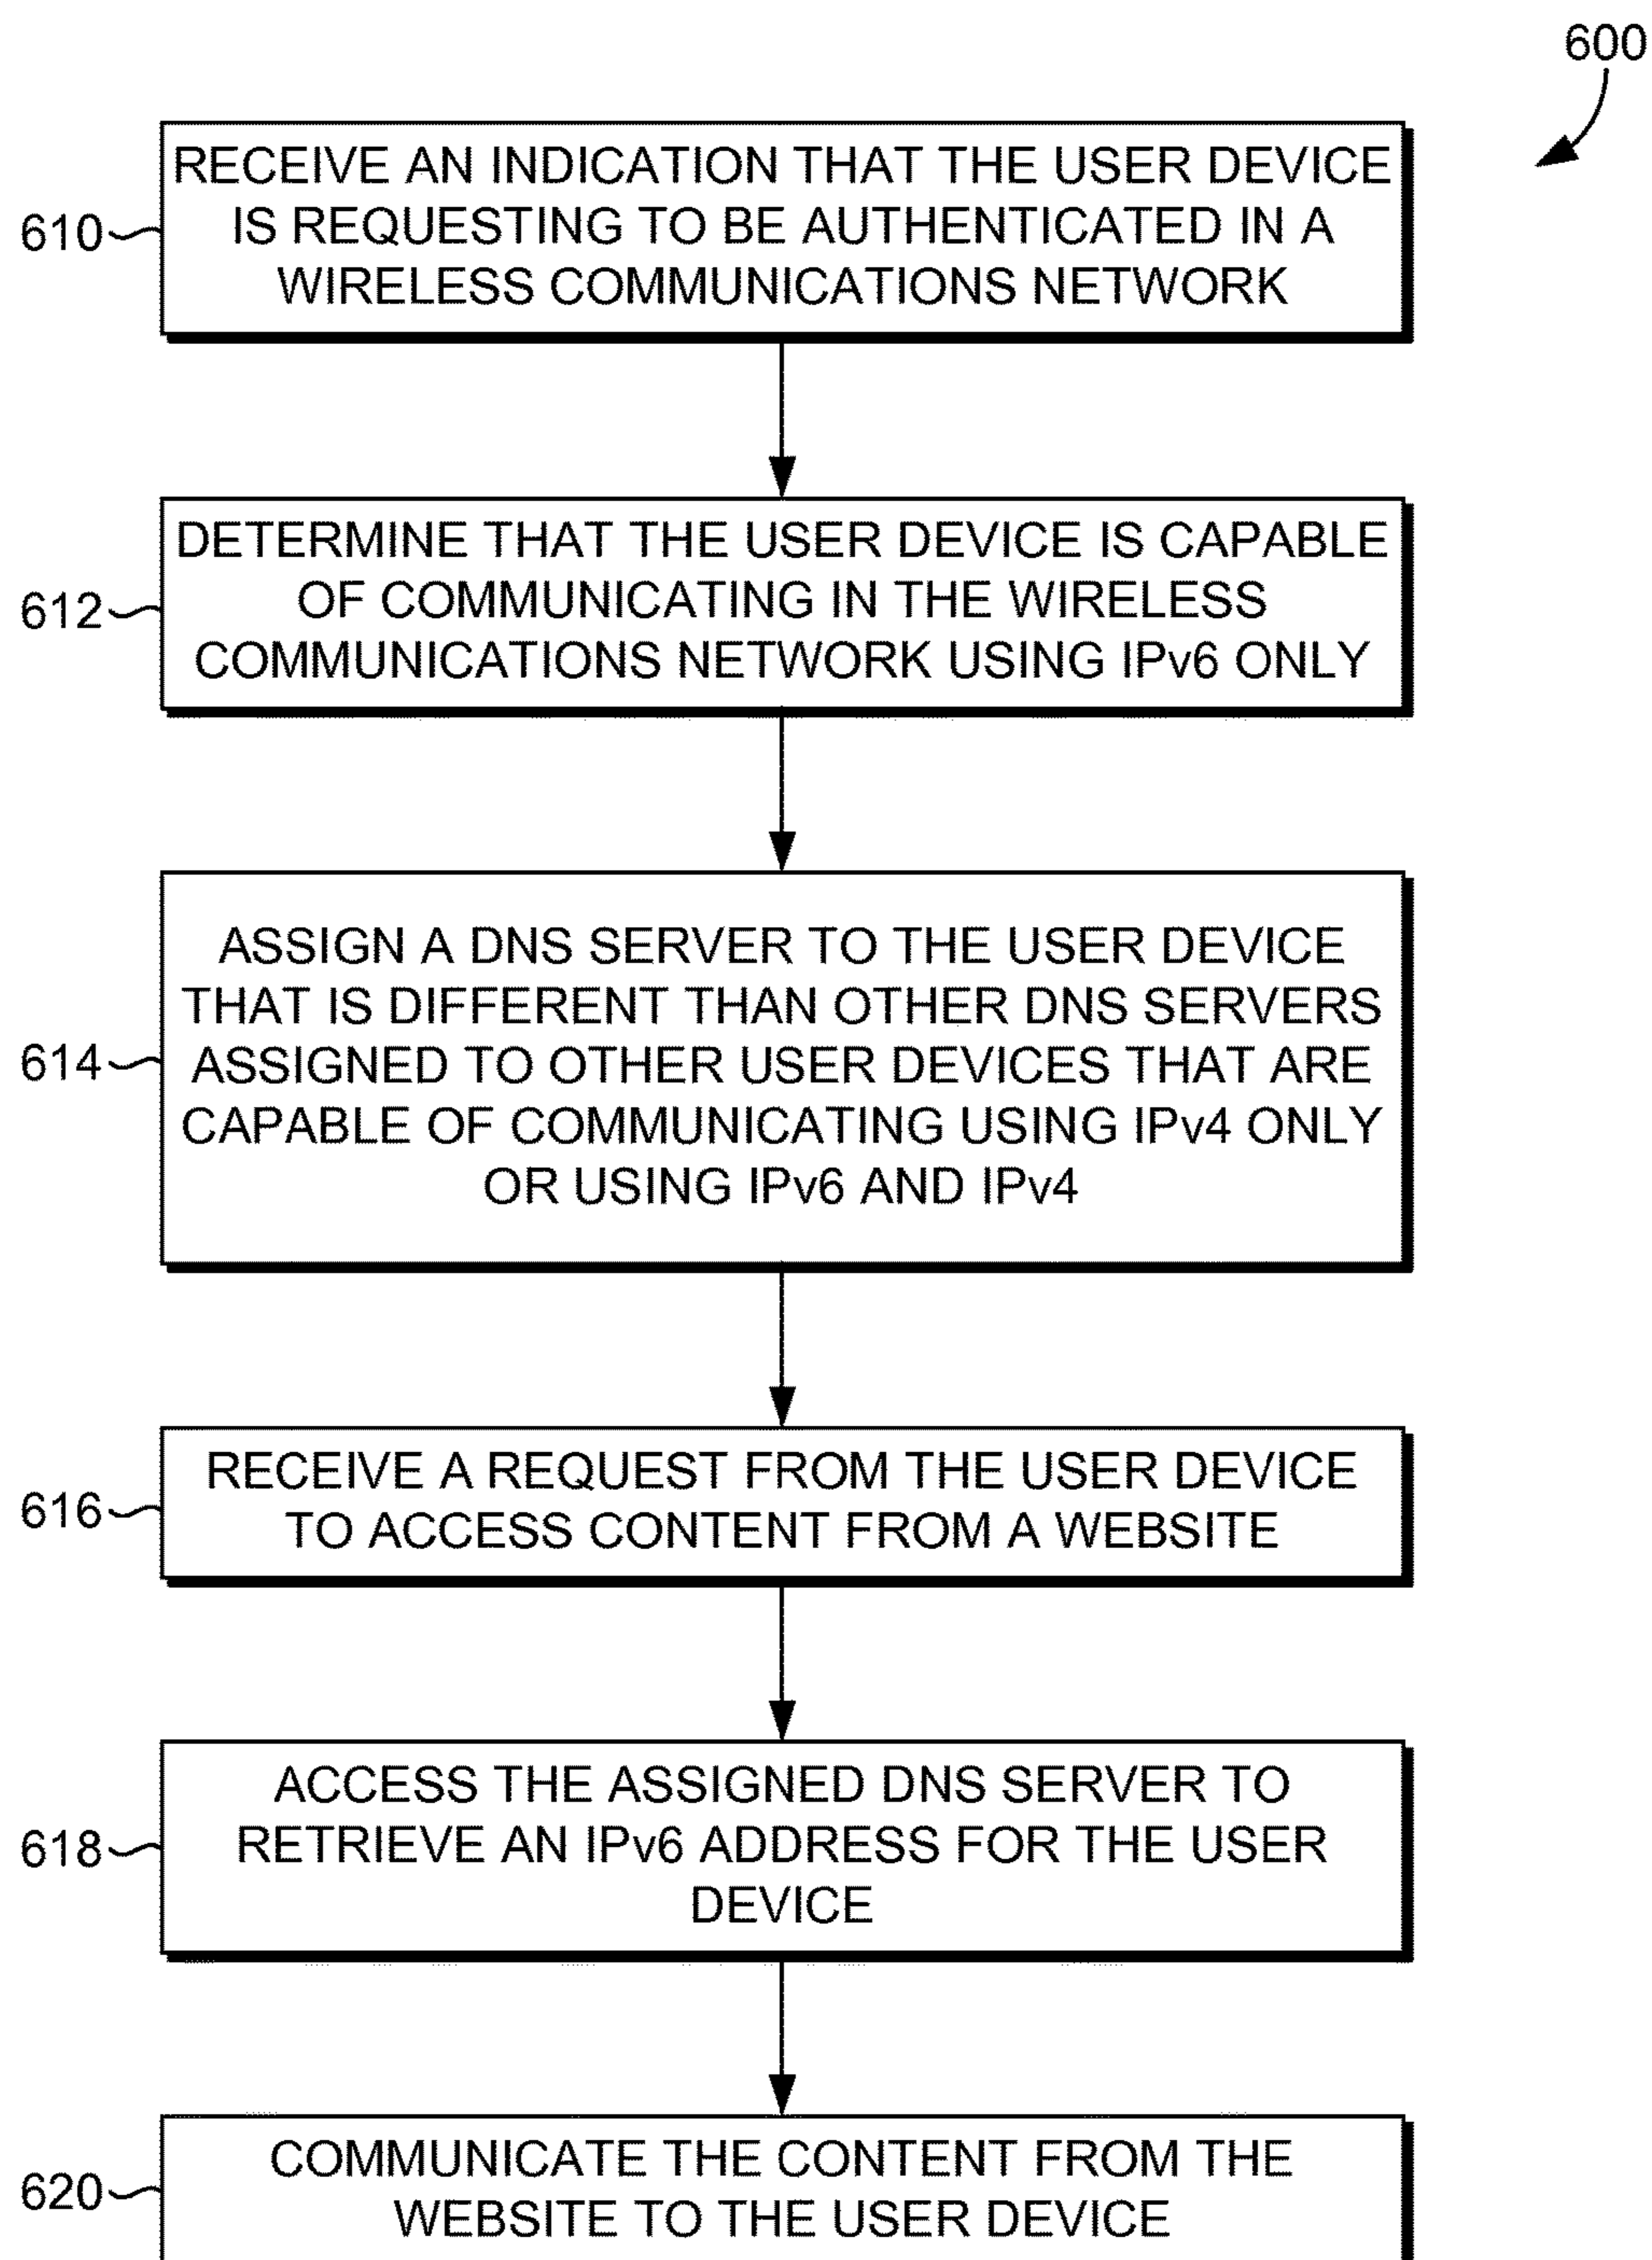 600
RECEIVE AN INDICATION THAT THE USER DEVICE
IS REQUESTING TO BE AUTHENTICATED IN A
WIRELESS COMMUNICATIONS NETWORK
610
DETERMINE THAT THE USER DEVICE IS CAPABLE
OF COMMUNICATING IN THE WIRELESS
COMMUNICATIONS NETWORK USING IPv6 ONLY
612
ASSIGN A DNS SERVER TO THE USER DEVICE
THAT IS DIFFERENT THAN OTHER DNS SERVERS
ASSIGNED TO OTHER USER DEVICES THAT ARE
CAPABLE OF COMMUNICATING USING IPv4 ONLY
OR USING IPv6 AND IPv4
614
RECEIVE A REQUEST FROM THE USER DEVICE
TO ACCESS CONTENT FROM A WEBSITE
616
ACCESS THE ASSIGNED DNS SERVER TO
RETRIEVE AN IPv6 ADDRESS FOR THE USER
DEVICE
618
COMMUNICATE THE CONTENT FROM THE
WEBSITE TO THE USER DEVICE
620